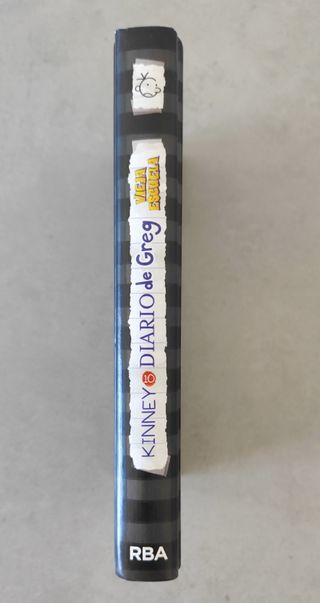 KINNEY 10 DIARIO de Greg
VIEJA
ESCUELA
RBA